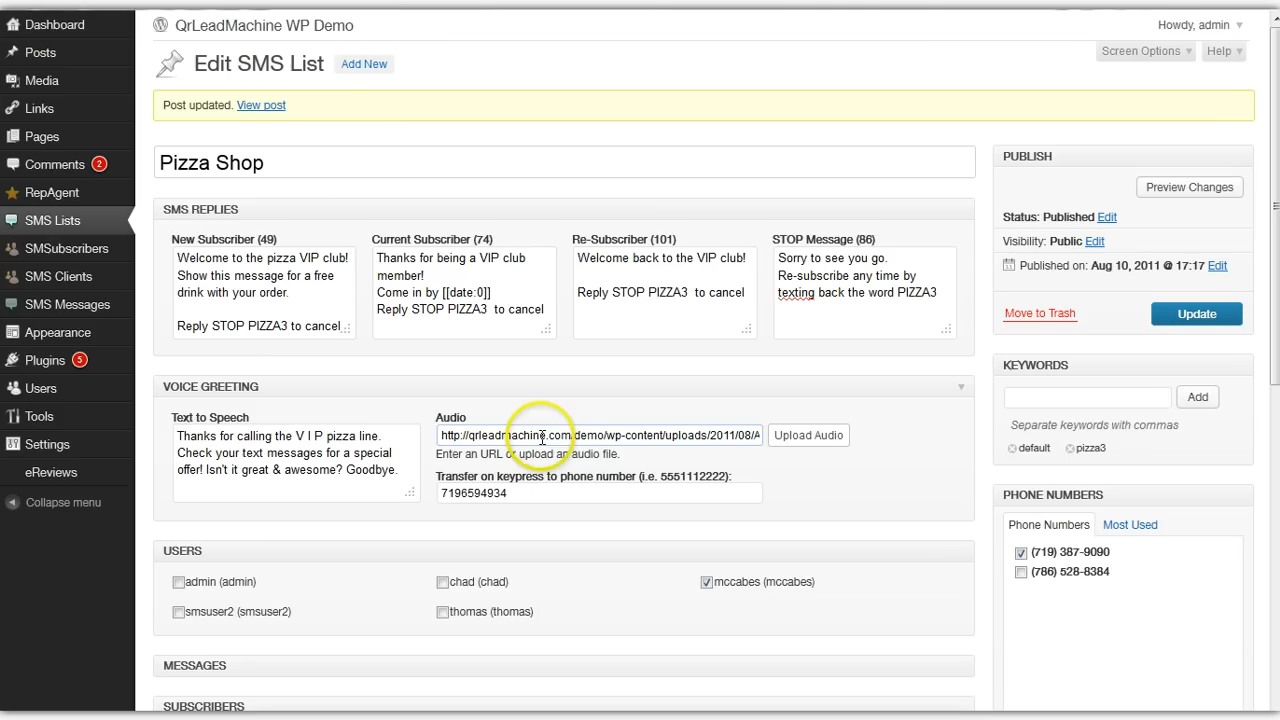 Dashboard
Posts
Media
Links
Pages
Comments 2
RepAgent
SMS Lists
SMSubscribers
SMS Clients
SMS Messages
Appearance
Plugins 5
Users
Tools
Settings
eReviews
Collapse menu
QrLeadMachine WP Demo
Howdy, admin
Edit SMS List Add New
Screen Options Help
Post updated. View post
Pizza Shop
SMS REPLIES
New Subscriber (49)
Welcome to the pizza VIP club!
Show this message for a free
drink with your order.
Reply STOP PIZZA3 to cancel
Current Subscriber (74)
Thanks for being a VIP club
member!
Come in by [[date:0]]
Reply STOP PIZZA3 to cancel
Re-Subscriber (101)
Welcome back to the VIP club!
Reply STOP PIZZA3 to cancel
STOP Message (86)
Sorry to see you go.
Re-subscribe any time by
texting back the word PIZZA3
VOICE GREETING
Text to Speech
Thanks for calling the V I P pizza line.
Check your text messages for a special
offer! Isn't it great & awesome? Goodbye.
Audio
http://qrleadmachine.com/demo/wp-content/uploads/2011/08/A
Upload Audio
Enter an URL or upload an audio file.
Transfer on keypress to phone number (i.e. 5551112222):
7196594934
USERS
admin (admin)
chad (chad)
mccabes (mccabes)
smsuser2 (smsuser2)
thomas (thomas)
MESSAGES
SUBSCRIBERS
PUBLISH
Preview Changes
Status: Published Edit
Visibility: Public Edit
Published on: Aug 10, 2011 @ 17:17 Edit
Move to Trash Update
KEYWORDS
Add
Separate keywords with commas
default pizza3
PHONE NUMBERS
Phone Numbers Most Used
(719) 387-9090
(786) 528-8384